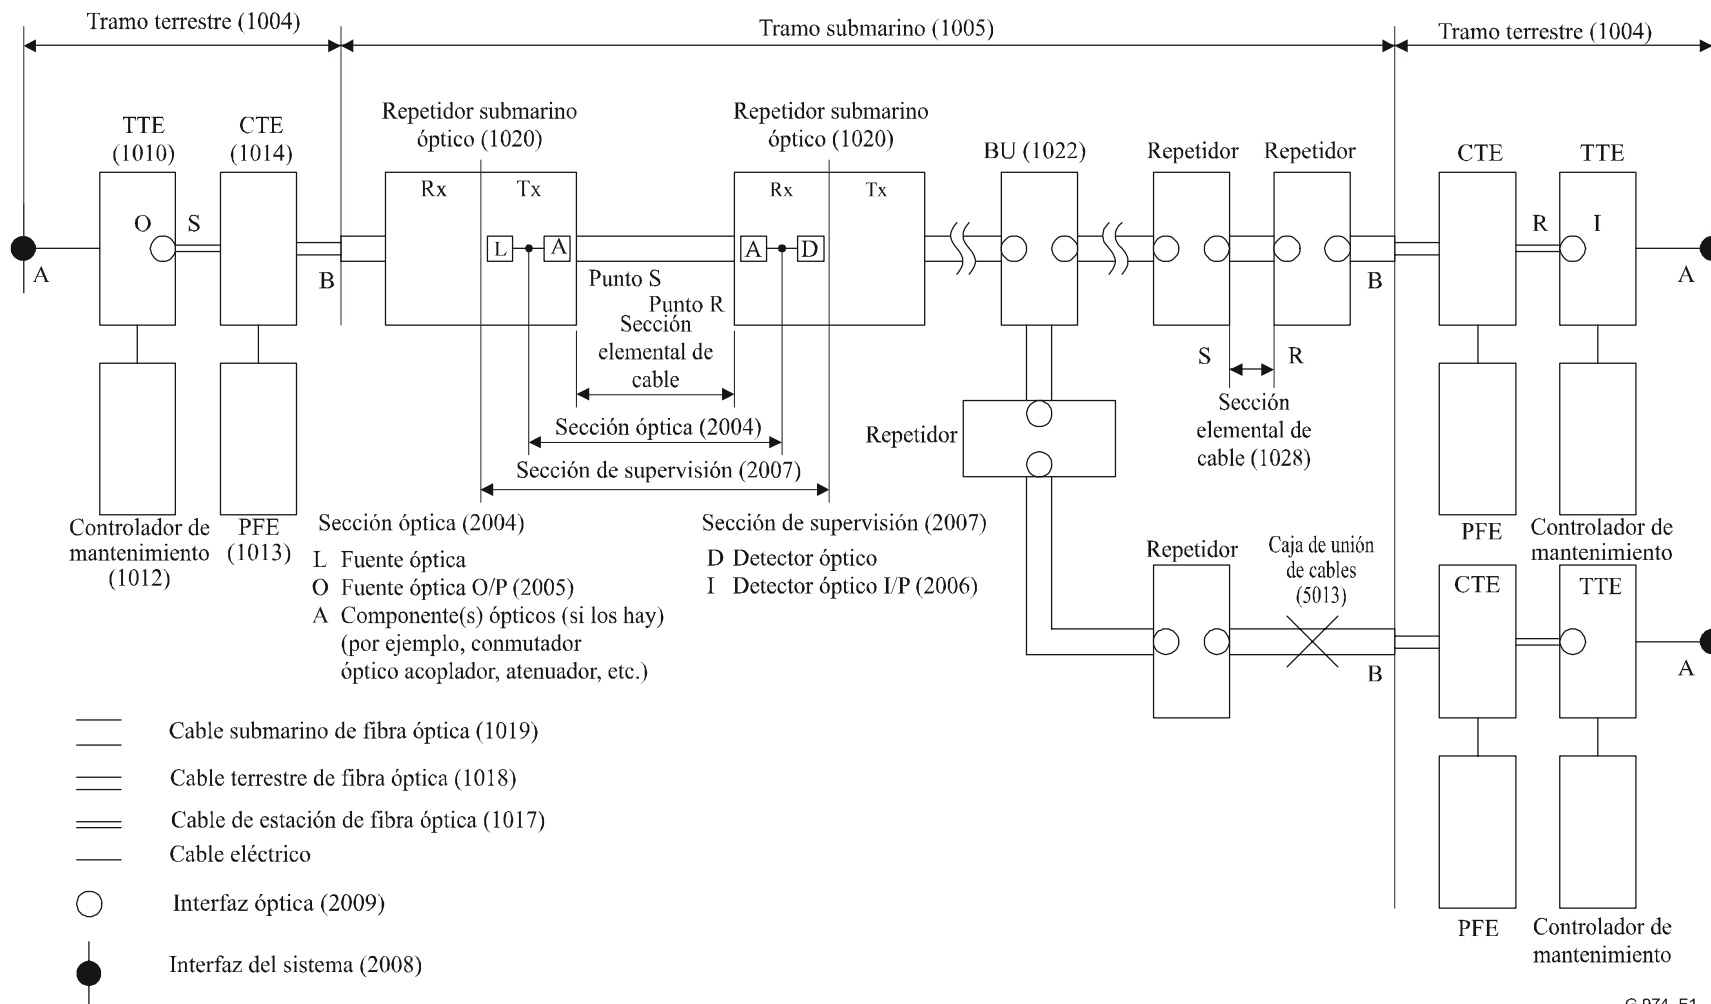 Tramo terrestre (1004)
Tramo submarino (1005)
Tramo terrestre (1004)
TTE
(1010)
CTE
(1014)
Repetidor submarino
óptico (1020)
Repetidor submarino
óptico (1020)
BU (1022)
Repetidor
Repetidor
CTE
TTE
Rx
Tx
Rx
Tx
O
S
L
A
A
D
R
I
A
B
B
A
Punto S
Punto R
Sección
elemental de
cable
S
R
Sección
elemental de
cable (1028)
Sección óptica (2004)
Sección de supervisión (2007)
Repetidor
Controlador de
mantenimiento
(1012)
PFE
(1013)
PFE
Controlador de
mantenimiento
Sección óptica (2004)
L Fuente óptica
O Fuente óptica O/P (2005)
A Componente(s) ópticos (si los hay)
(por ejemplo, conmutador
óptico acoplador, atenuador, etc.)
Sección de supervisión (2007)
D Detector óptico
I Detector óptico I/P (2006)
Repetidor
Caja de unión
de cables
(5013)
CTE
TTE
B
A
PFE
Controlador de
mantenimiento
Cable submarino de fibra óptica (1019)
Cable terrestre de fibra óptica (1018)
Cable de estación de fibra óptica (1017)
Cable eléctrico
Interfaz óptica (2009)
Interfaz del sistema (2008)